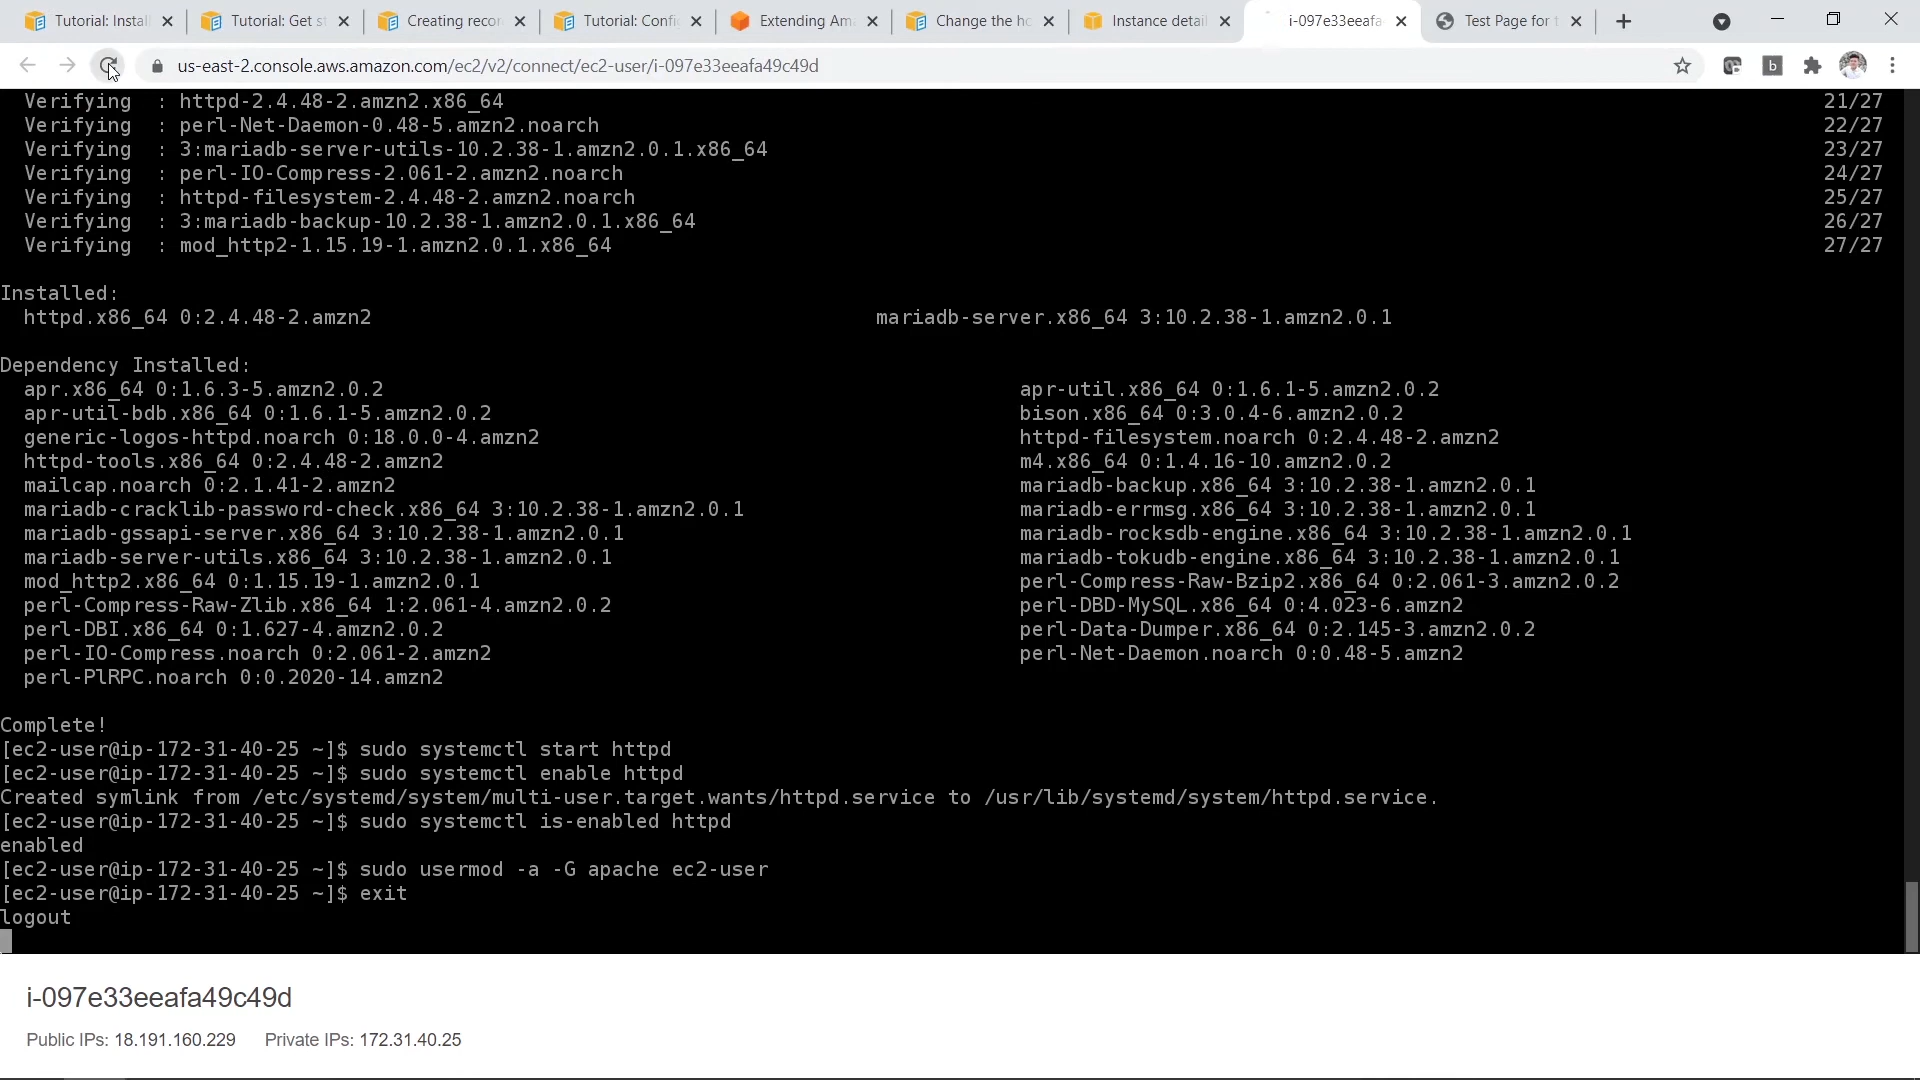 Tutorial: Install
Tutorial: Get st
Creating recor
Tutorial: Confi
Extending Am
Change the ho
Instance detail
i-097e33eeafa
Test Page for t
us-east-2.console.aws.amazon.com/ec2/v2/connect/ec2-user/i-097e33eeafa49c49d
b
Verifying : httpd-2.4.48-2.amzn2.x86_64 21/27
Verifying : perl-Net-Daemon-0.48-5.amzn2.noarch 22/27
Verifying : 3:mariadb-server-utils-10.2.38-1.amzn2.0.1.x86_64 23/27
Verifying : perl-IO-Compress-2.061-2.amzn2.noarch 24/27
Verifying : httpd-filesystem-2.4.48-2.amzn2.noarch 25/27
Verifying : 3:mariadb-backup-10.2.38-1.amzn2.0.1.x86_64 26/27
Verifying : mod_http2-1.15.19-1.amzn2.0.1.x86_64 27/27
Installed:
httpd.x86_64 0:2.4.48-2.amzn2 mariadb-server.x86_64 3:10.2.38-1.amzn2.0.1
Dependency Installed:
apr.x86_64 0:1.6.3-5.amzn2.0.2 apr-util.x86_64 0:1.6.1-5.amzn2.0.2
apr-util-bdb.x86_64 0:1.6.1-5.amzn2.0.2 bison.x86_64 0:3.0.4-6.amzn2.0.2
generic-logos-httpd.noarch 0:18.0.0-4.amzn2 httpd-filesystem.noarch 0:2.4.48-2.amzn2
httpd-tools.x86_64 0:2.4.48-2.amzn2 m4.x86_64 0:1.4.16-10.amzn2.0.2
mailcap.noarch 0:2.1.41-2.amzn2 mariadb-backup.x86_64 3:10.2.38-1.amzn2.0.1
mariadb-cracklib-password-check.x86_64 3:10.2.38-1.amzn2.0.1 mariadb-errmsg.x86_64 3:10.2.38-1.amzn2.0.1
mariadb-gssapi-server.x86_64 3:10.2.38-1.amzn2.0.1 mariadb-rocksdb-engine.x86_64 3:10.2.38-1.amzn2.0.1
mariadb-server-utils.x86_64 3:10.2.38-1.amzn2.0.1 mariadb-tokudb-engine.x86_64 3:10.2.38-1.amzn2.0.1
mod_http2.x86_64 0:1.15.19-1.amzn2.0.1 perl-Compress-Raw-Bzip2.x86_64 0:2.061-3.amzn2.0.2
perl-Compress-Raw-Zlib.x86_64 1:2.061-4.amzn2.0.2 perl-DBD-MySQL.x86_64 0:4.023-6.amzn2
perl-DBI.x86_64 0:1.627-4.amzn2.0.2 perl-Data-Dumper.x86_64 0:2.145-3.amzn2.0.2
perl-IO-Compress.noarch 0:2.061-2.amzn2 perl-Net-Daemon.noarch 0:0.48-5.amzn2
perl-PlRPC.noarch 0:0.2020-14.amzn2
Complete!
[ec2-user@ip-172-31-40-25 ~]$ sudo systemctl start httpd
[ec2-user@ip-172-31-40-25 ~]$ sudo systemctl enable httpd
Created symlink from /etc/systemd/system/multi-user.target.wants/httpd.service to /usr/lib/systemd/system/httpd.service.
[ec2-user@ip-172-31-40-25 ~]$ sudo systemctl is-enabled httpd
enabled
[ec2-user@ip-172-31-40-25 ~]$ sudo usermod -a -G apache ec2-user
[ec2-user@ip-172-31-40-25 ~]$ exit
logout
i-097e33eeafa49c49d
Public IPs: 18.191.160.229 Private IPs: 172.31.40.25